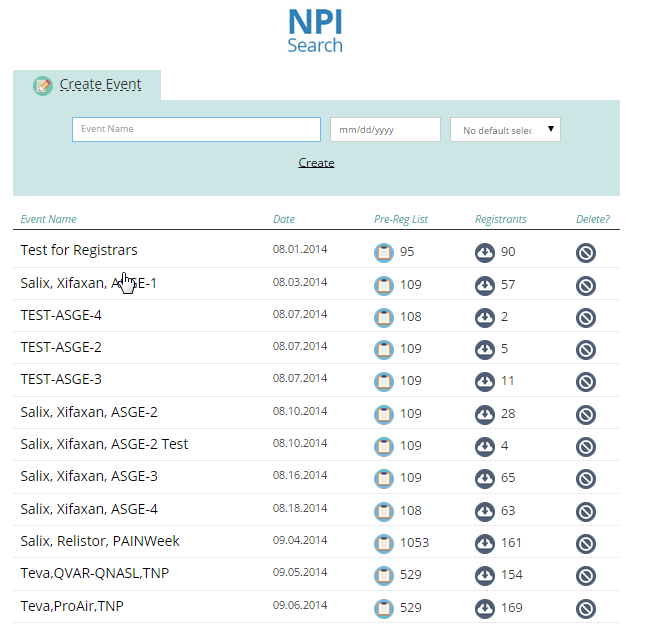 NPI
Search
Create Event
Event Name mm/dd/yyyy No default selec
Create
Event Name Date Pre-Reg List Registrants Delete?
Test for Registrars 08.01.2014 95 90
Salix, Xifaxan, ASGE-1 08.03.2014 109 57
TEST-ASGE-4 08.07.2014 108 2
TEST-ASGE-2 08.07.2014 109 5
TEST-ASGE-3 08.07.2014 109 11
Salix, Xifaxan, ASGE-2 08.10.2014 109 28
Salix, Xifaxan, ASGE-2 Test 08.10.2014 109 4
Salix, Xifaxan, ASGE-3 08.16.2014 109 65
Salix, Xifaxan, ASGE-4 08.18.2014 108 63
Salix, Relistor, PAINWeek 09.04.2014 1053 161
Teva,QVAR-QNASL,TNP 09.05.2014 529 154
Teva,ProAir,TNP 09.06.2014 529 169